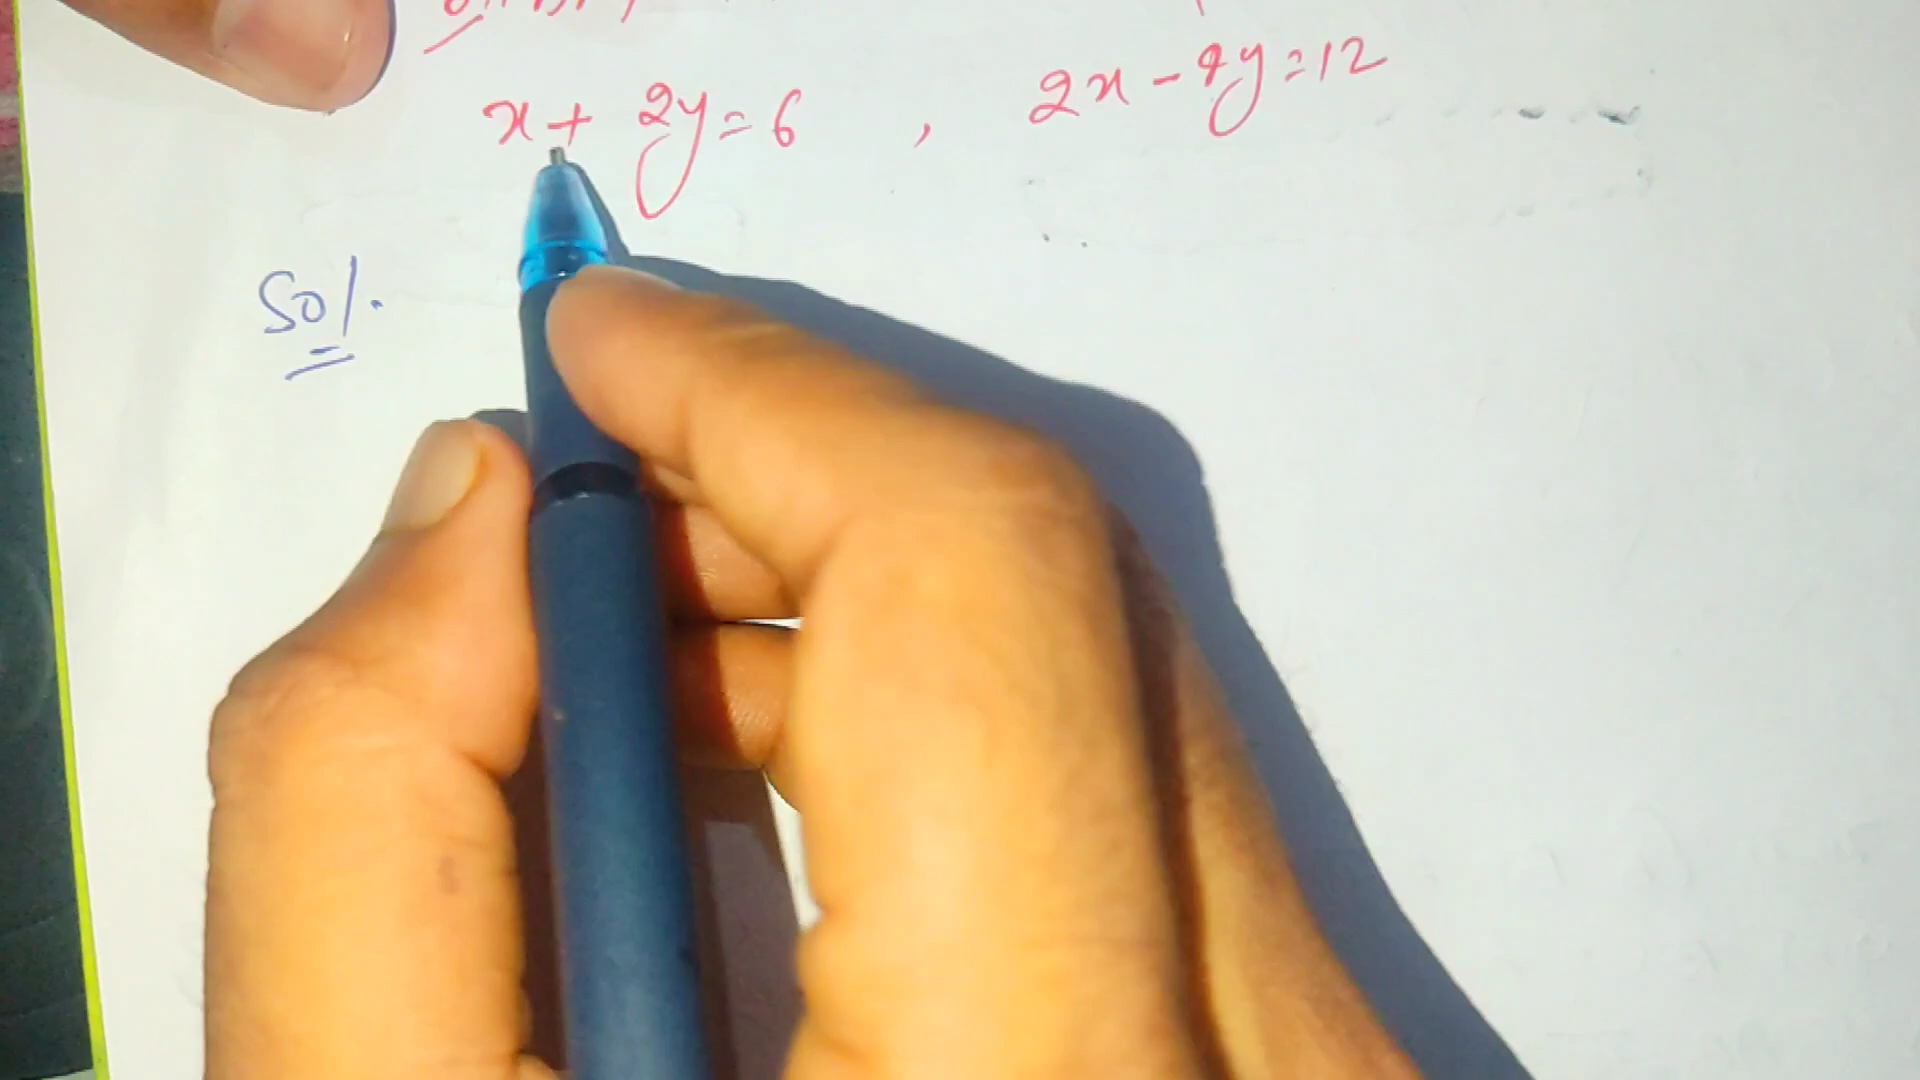 x + 2y = 6 , 2x - 4y = 12
Sol.